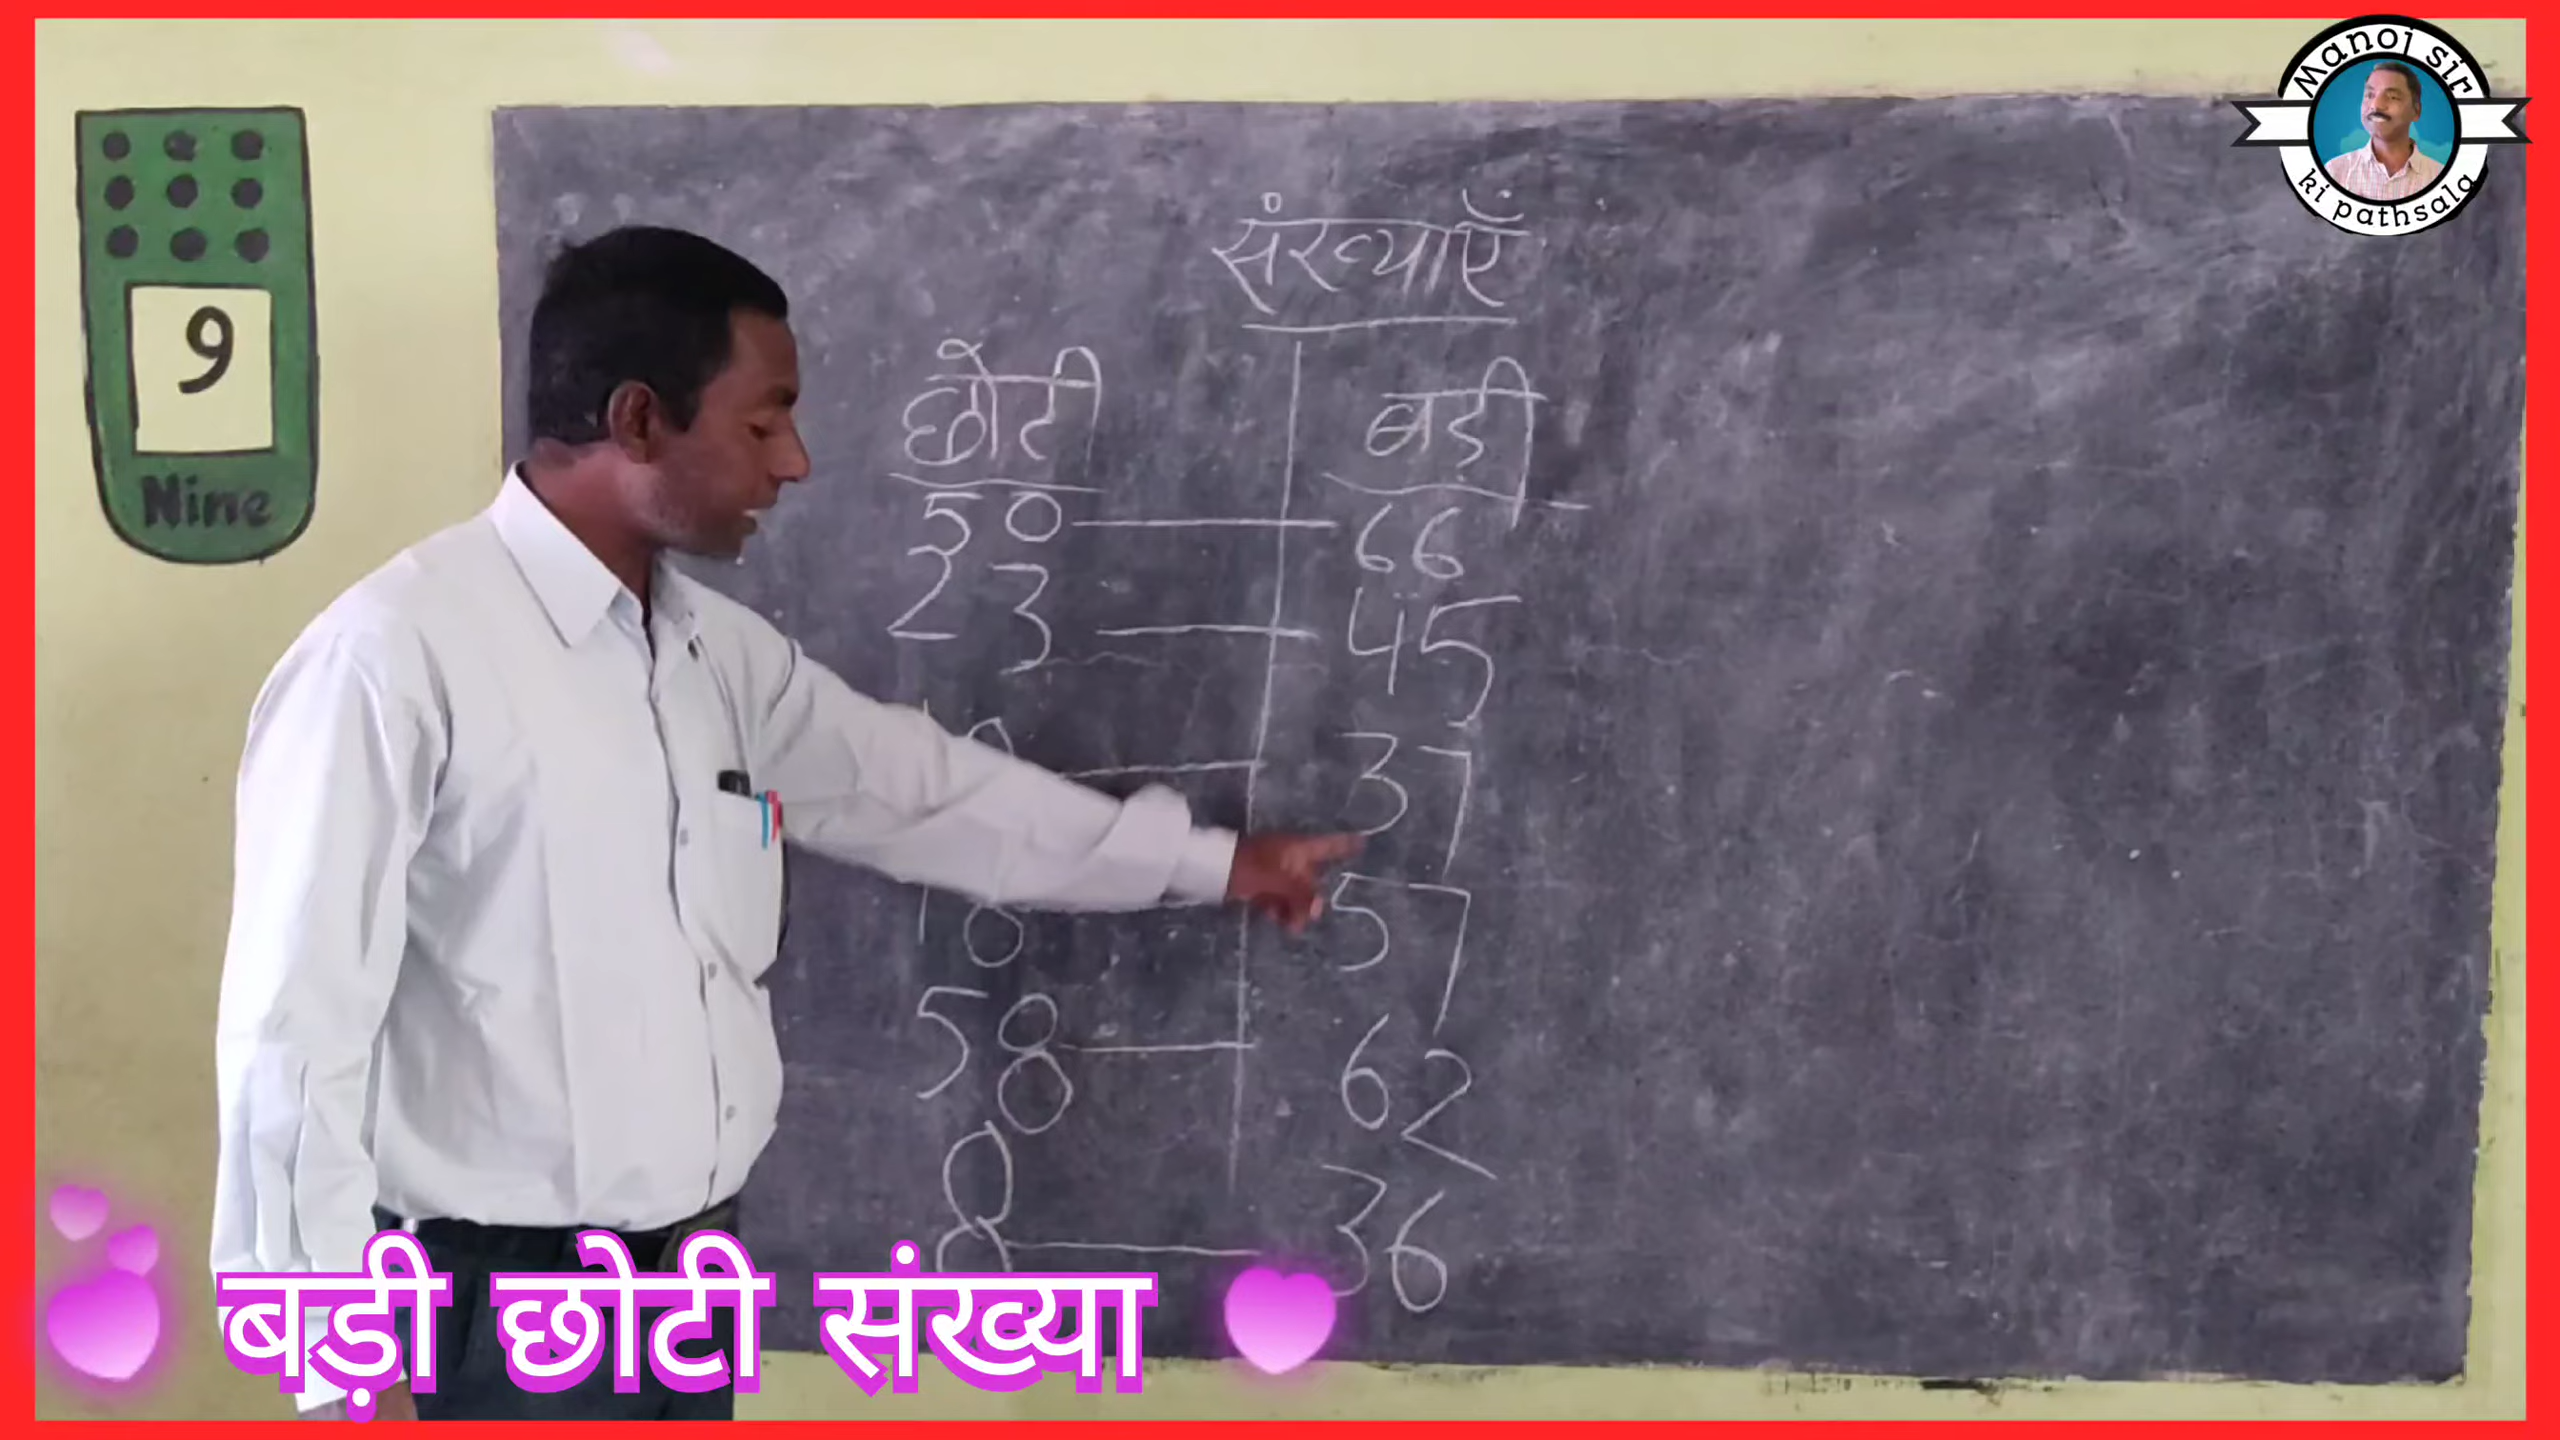 Manoj sir
ki pathsala
9
Nine
संख्याएँ
छोटी बड़ी
50 66
23 45
37
57
58 62
8 36
बड़ी छोटी संख्या